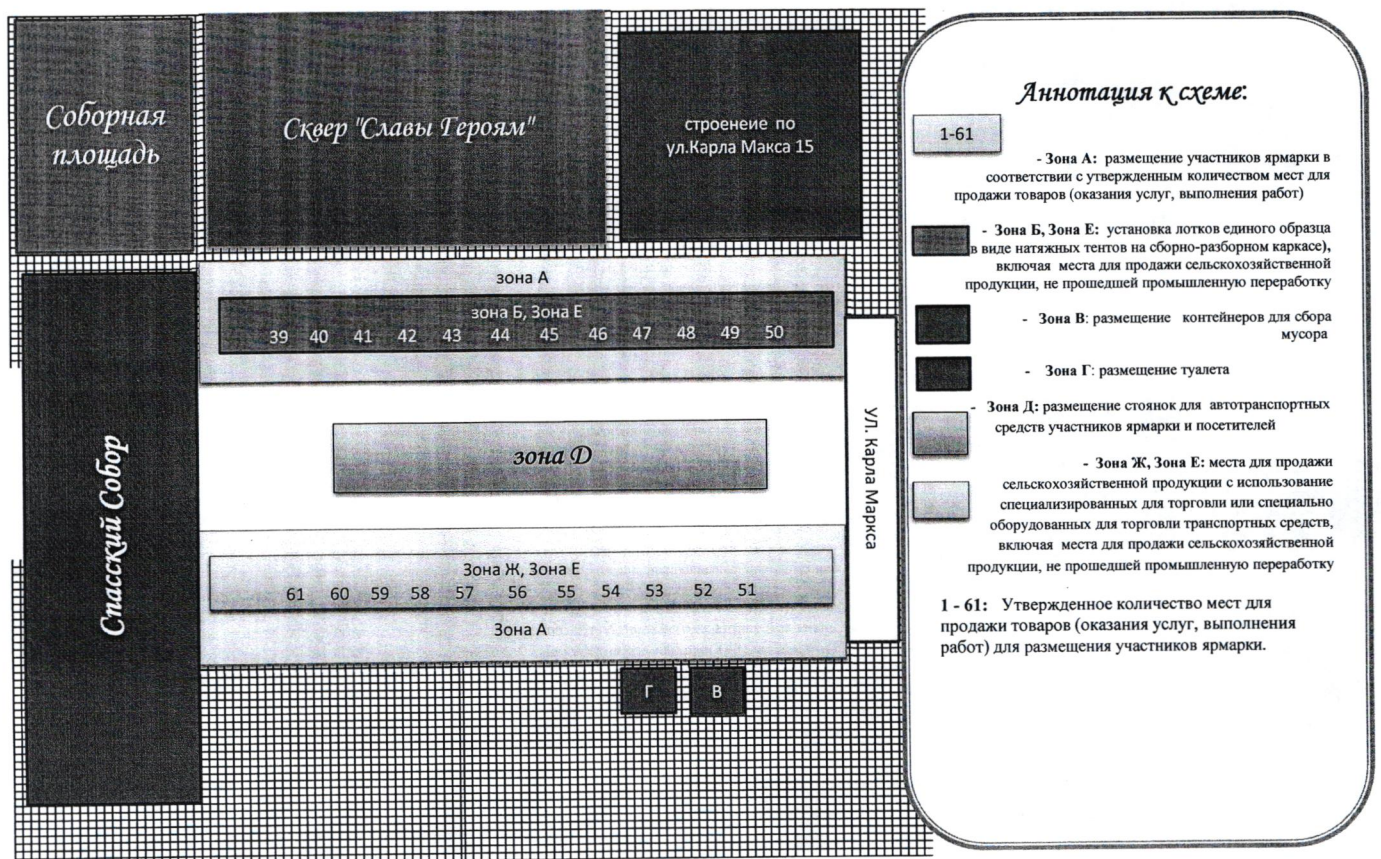 Соборная
площадь
Сквер "Славы Героям"
строенеие по
ул.Карла Макса 15
зона А
зона Б, Зона Е
39 40 41 42 43 44 45 46 47 48 49 50
Спасский Собор
зона D
УЛ. Карла Маркса
Зона Ж, Зона Е
61 60 59 58 57 56 55 54 53 52 51
Зона А
Г В
Аннотация к схеме:
1-61
- Зона А: размещение участников ярмарки в
соответствии с утвержденным количеством мест для
продажи товаров (оказания услуг, выполнения работ)
- Зона Б, Зона Е: установка лотков единого образца
в виде натяжных тентов на сборно-разборном каркасе),
включая места для продажи сельскохозяйственной
продукции, не прошедшей промышленную переработку
- Зона В: размещение контейнеров для сбора
мусора
- Зона Г: размещение туалета
- Зона Д: размещение стоянок для автотранспортных
средств участников ярмарки и посетителей
- Зона Ж, Зона Е: места для продажи
сельскохозяйственной продукции с использование
специализированных для торговли или специально
оборудованных для торговли транспортных средств,
включая места для продажи сельскохозяйственной
продукции, не прошедшей промышленную переработку
1 - 61: Утвержденное количество мест для
продажи товаров (оказания услуг, выполнения
работ) для размещения участников ярмарки.